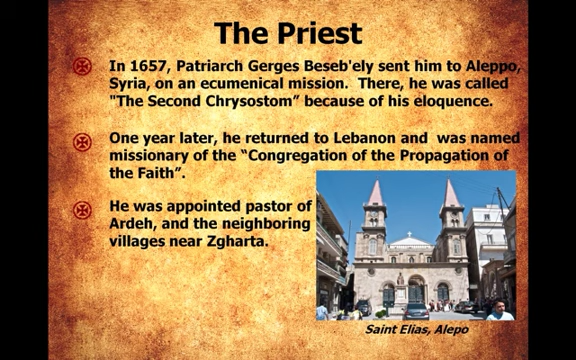 The Priest
In 1657, Patriarch Gerges Beseb'ely sent him to Aleppo,
Syria, on an ecumenical mission.  There, he was called
"The Second Chrysostom” because of his eloquence.
One year later, he returned to Lebanon and  was named
missionary of the “Congregation of the Propagation of
the Faith”.
He was appointed pastor of
Ardeh, and the neighboring
villages near Zgharta.
Saint Elias, Alepo